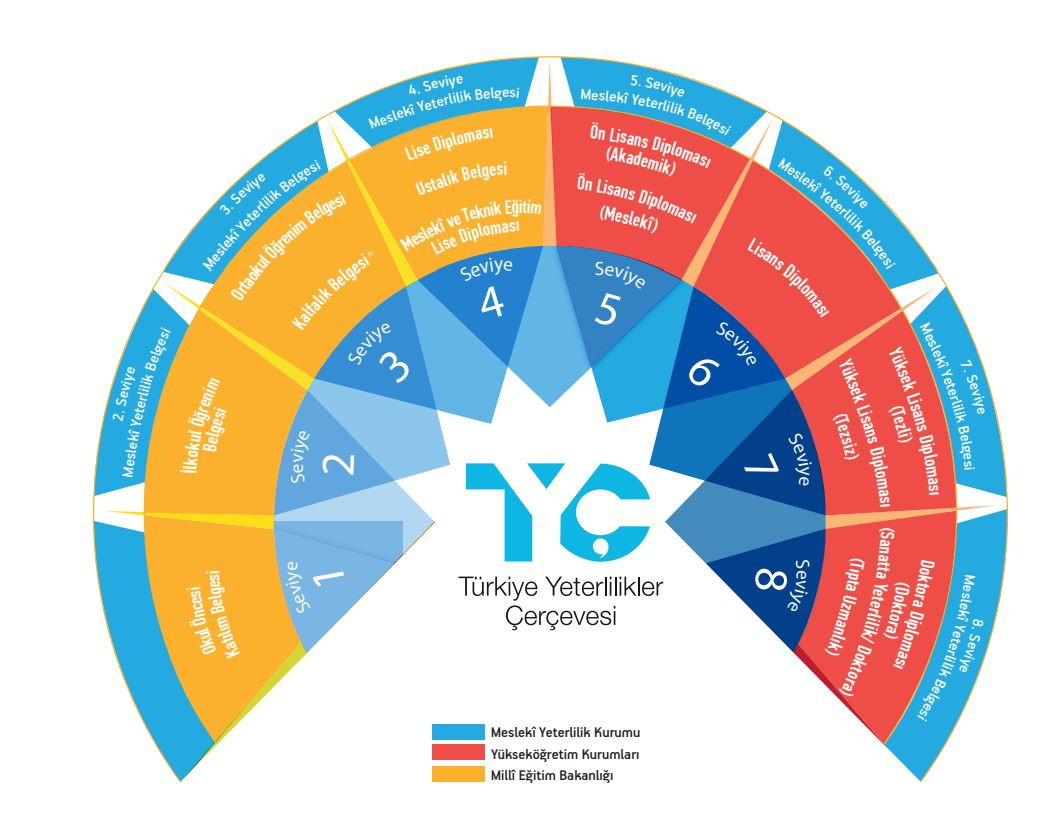 Okul Öncesi
Katılım Belgesi
Seviye
1
2. Seviye
Meslekî Yeterlilik Belgesi
İlkokul Öğrenim
Belgesi
Seviye
2
3. Seviye
Meslekî Yeterlilik Belgesi
Ortaokul Öğrenim Belgesi
Kalfalık Belgesi
Seviye
3
4. Seviye
Meslekî Yeterlilik Belgesi
Lise Diploması
Ustalık Belgesi
Meslekî ve Teknik Eğitim
Lise Diploması
Seviye
4
5. Seviye
Meslekî Yeterlilik Belgesi
Ön Lisans Diploması
(Akademik)
Ön Lisans Diploması
(Meslekî)
Seviye
5
6. Seviye
Meslekî Yeterlilik Belgesi
Lisans Diploması
Seviye
6
7. Seviye
Meslekî Yeterlilik Belgesi
Yüksek Lisans Diploması
(Tezli)
Yüksek Lisans Diploması
(Tezsiz)
Seviye
7
8. Seviye
Meslekî Yeterlilik Belgesi
Doktora Diploması
(Doktora)
(Sanatta Yeterlilik/ Doktora)
(Tıpta Uzmanlık)
Seviye
8
TYÇ
Türkiye Yeterlilikler
Çerçevesi
Meslekî Yeterlilik Kurumu
Yükseköğretim Kurumları
Millî Eğitim Bakanlığı